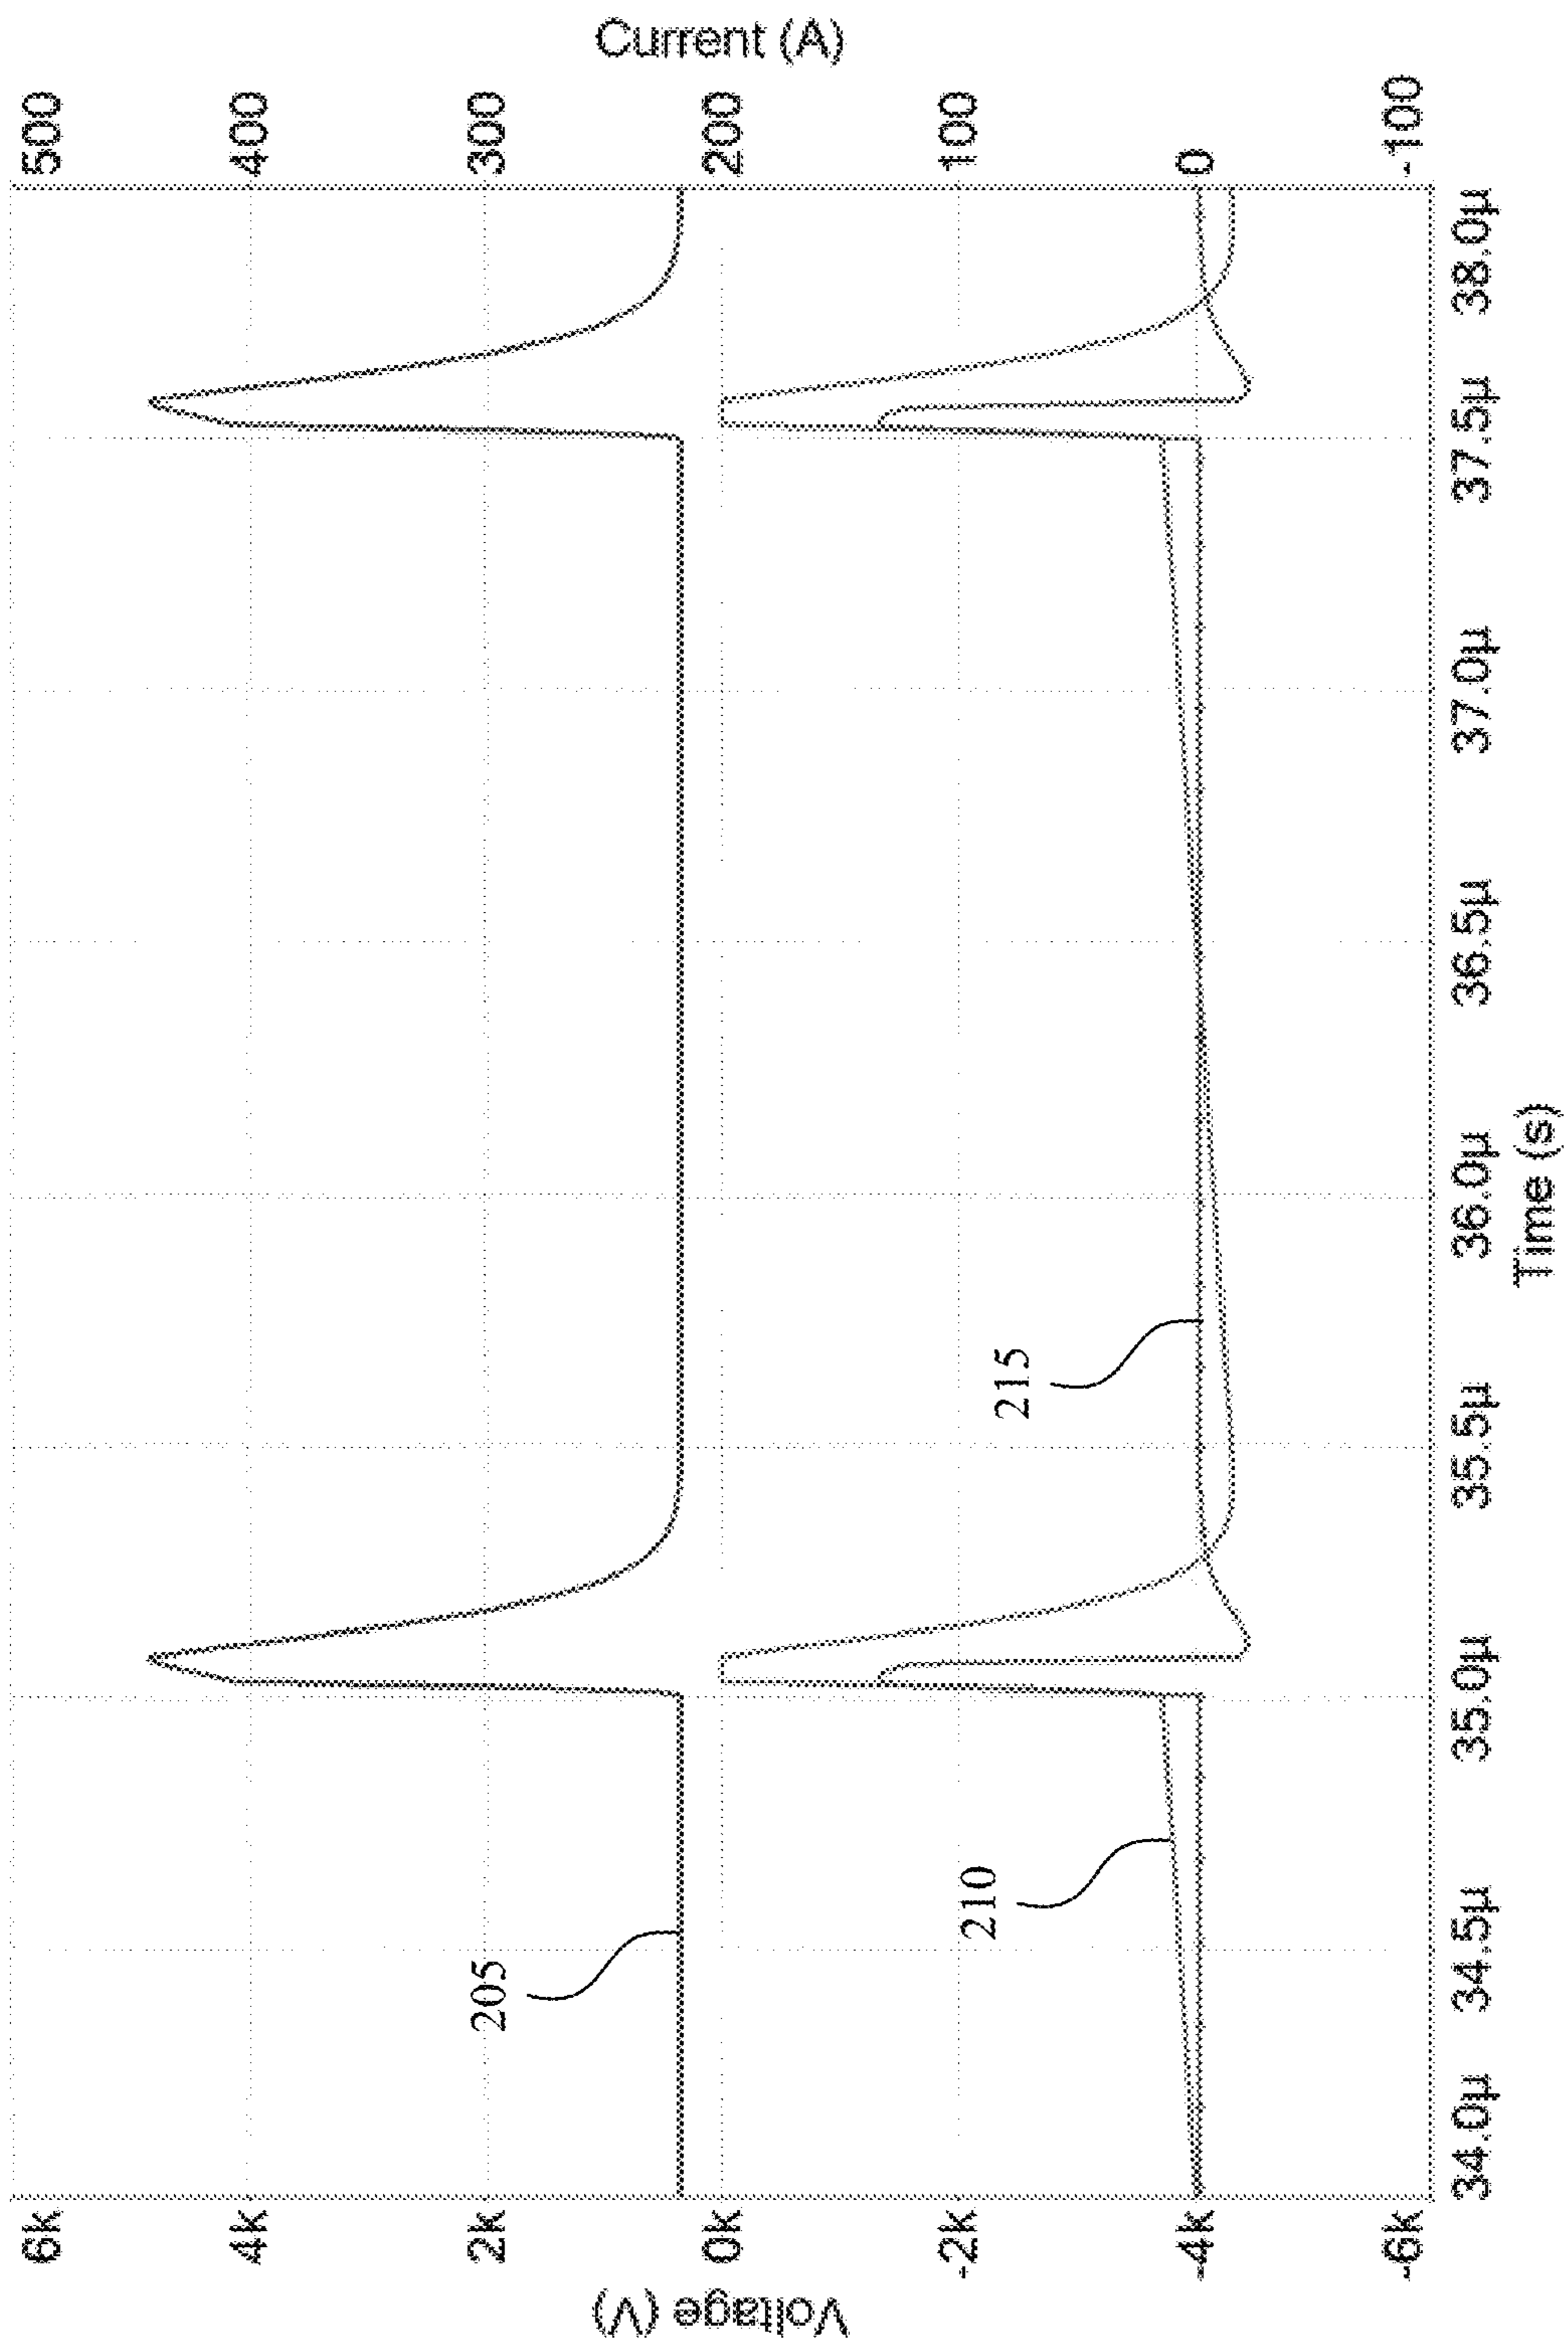 Voltage (V)
6k
4k
2k
0k
-2k
-4k
-6k
205
210
215
500
400
300
200
100
0
-100
Current (A)
34.0µ 34.5µ 35.0µ 35.5µ 36.0µ 36.5µ 37.0µ 37.5µ 38.0µ
Time (s)